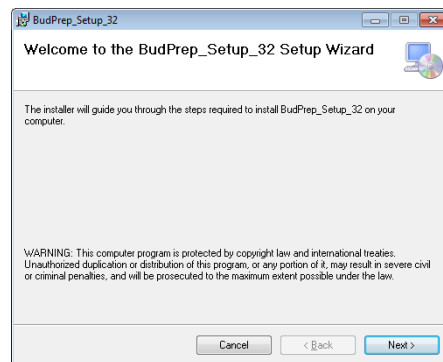 BudPrep_Setup_32
Welcome to the BudPrep_Setup_32 Setup Wizard
The installer will guide you through the steps required to install BudPrep_Setup_32 on your
computer.
WARNING: This computer program is protected by copyright law and international treaties.
Unauthorized duplication or distribution of this program, or any portion of it, may result in severe civil
or criminal penalties, and will be prosecuted to the maximum extent possible under the law.
Cancel
< Back
Next >